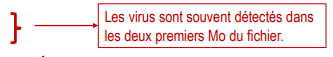 Les virus sont souvent détectés dans
les deux premiers Mo du fichier.